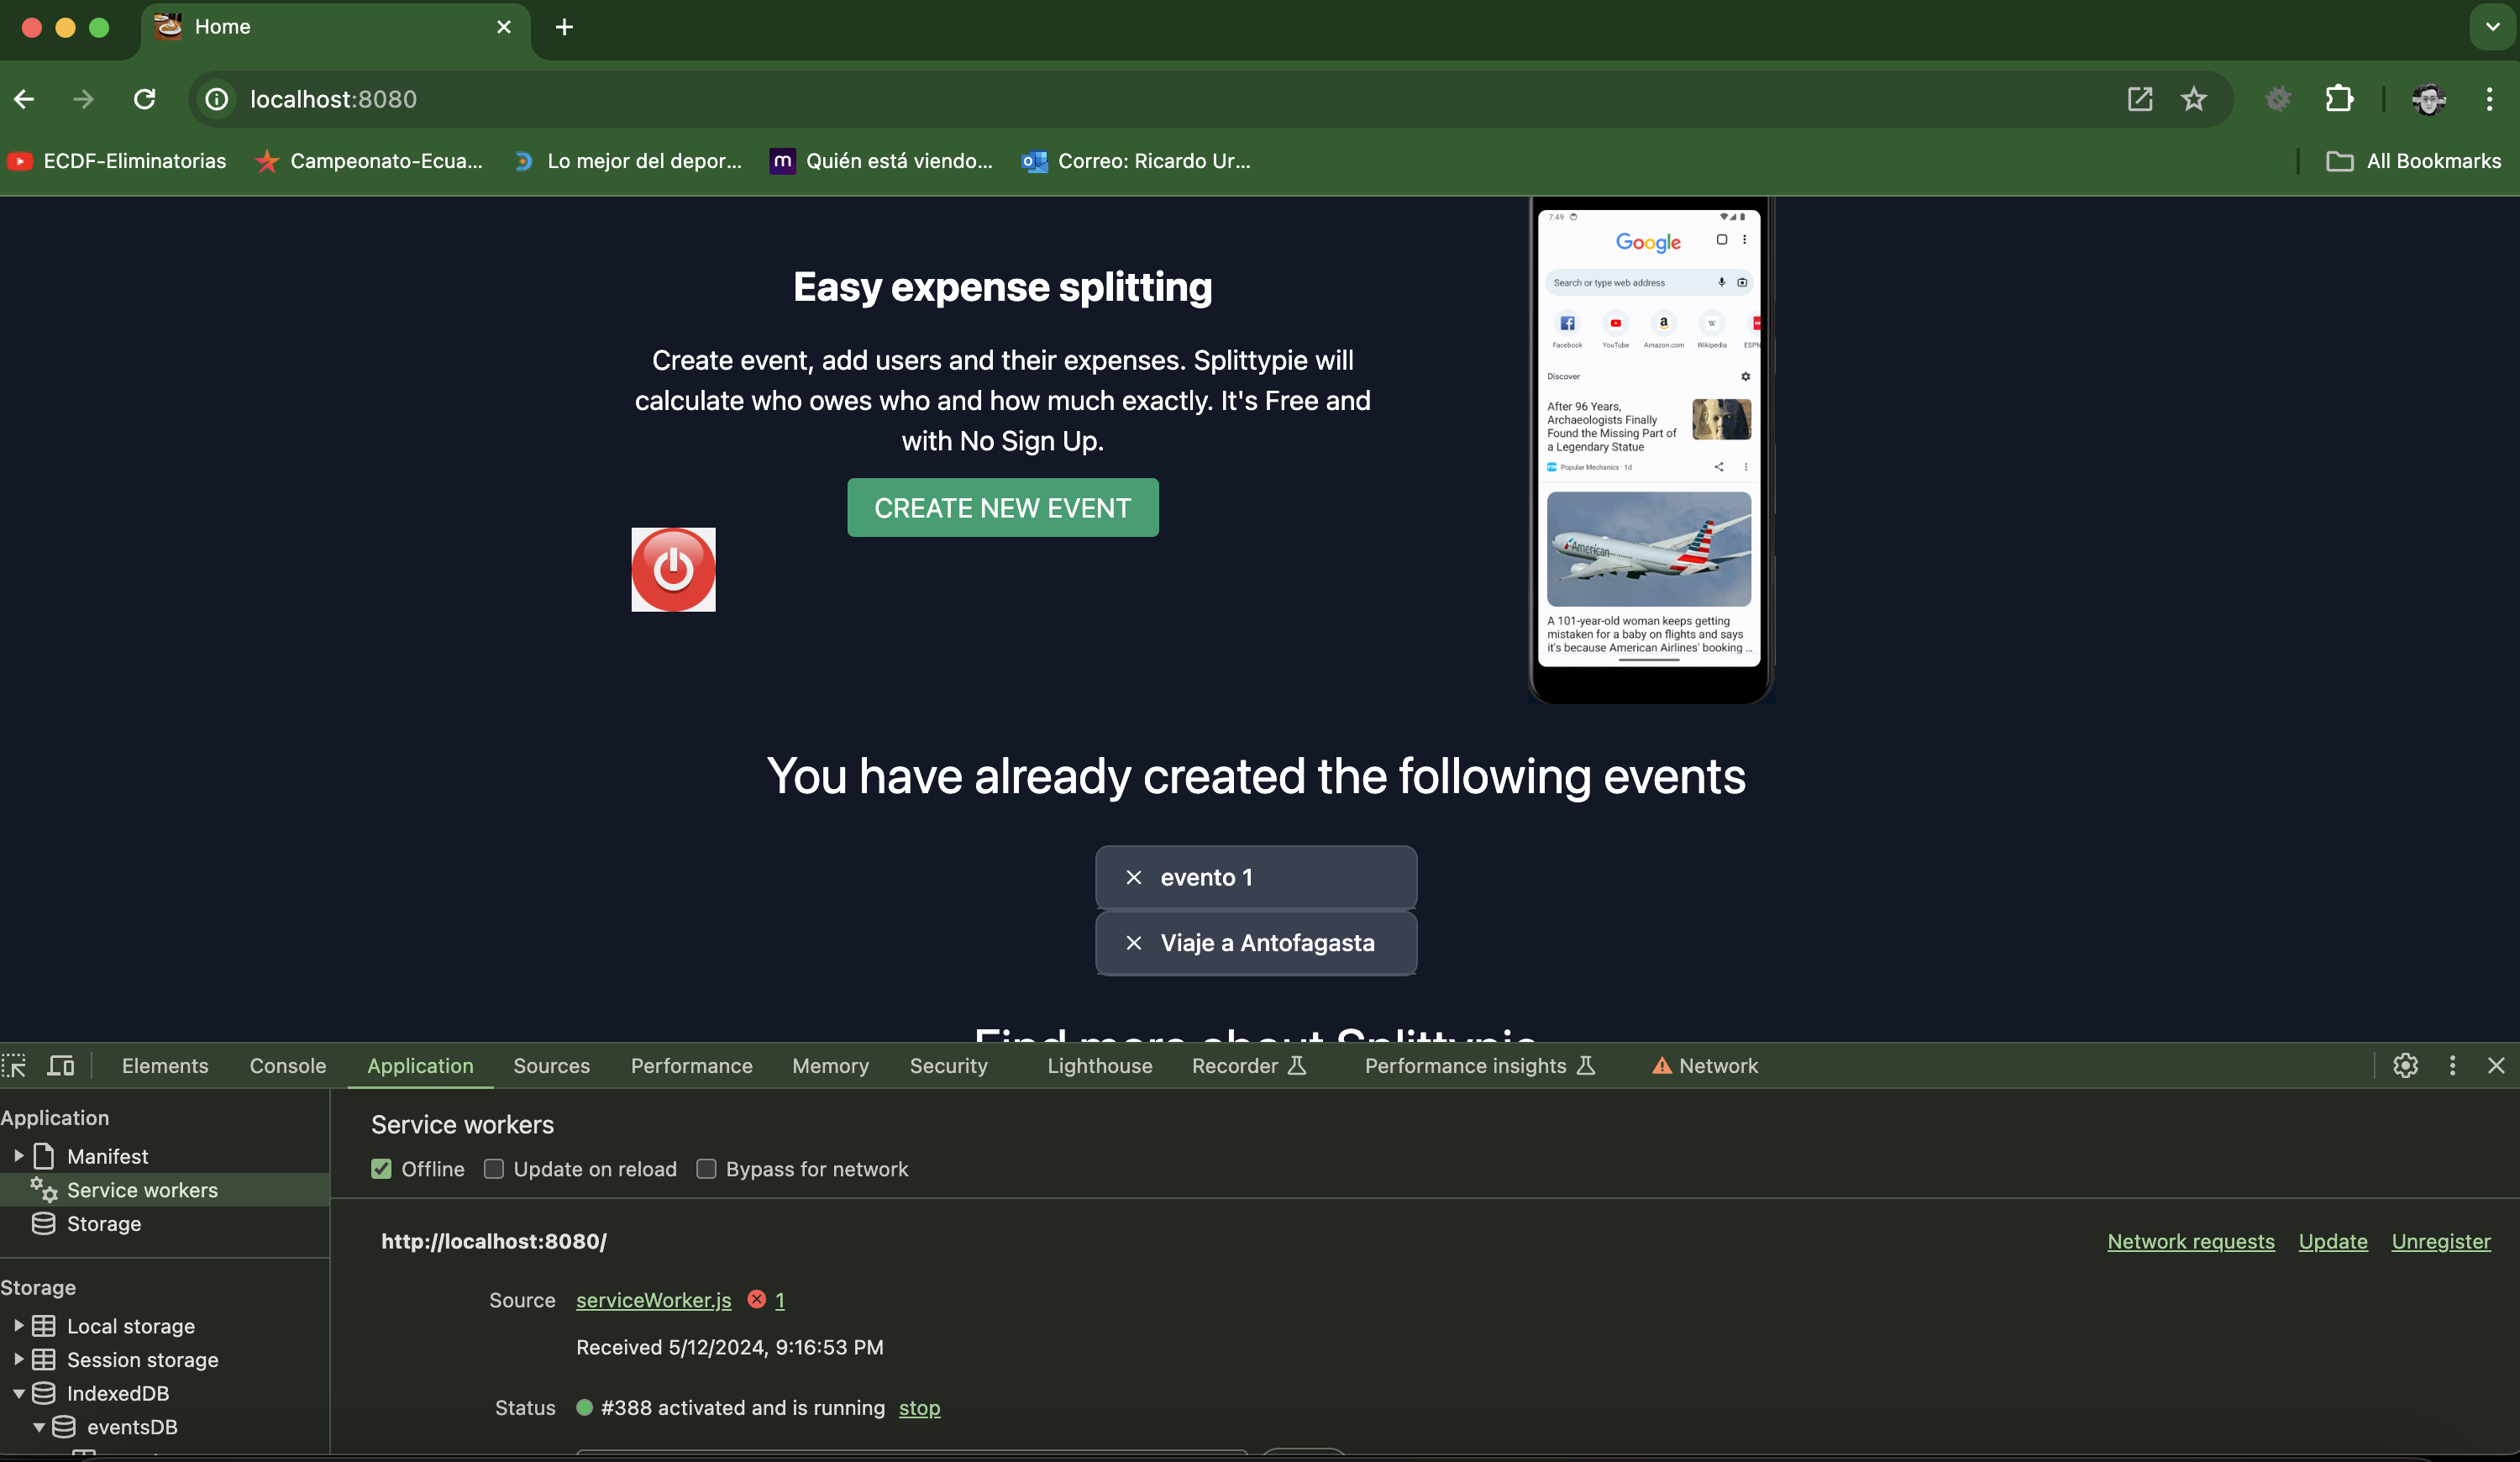 Home
localhost:8080
ECDF-Eliminatorias
Campeonato-Ecua...
Lo mejor del depor...
m
Quién está viendo...
Correo: Ricardo Ur...
All Bookmarks
Easy expense splitting
Create event, add users and their expenses. Splittypie will
calculate who owes who and how much exactly. It's Free and
with No Sign Up.
CREATE NEW EVENT
7:49
Google
Search or type web address
Facebook
YouTube
Amazon.com
Wikipedia
ESPN
Discover
After 96 Years,
Archaeologists Finally
Found the Missing Part of
a Legendary Statue
Popular Mechanics · 1d
American
A 101-year-old woman keeps getting
mistaken for a baby on flights and says
it's because American Airlines' booking ...
You have already created the following events
evento 1
Viaje a Antofagasta
Find more about Splittypie
Elements Console Application Sources Performance Memory Security Lighthouse Recorder Performance insights Network
Application
Manifest
Service workers
Storage
Storage
Local storage
Session storage
IndexedDB
eventsDB
Service workers
Offline Update on reload Bypass for network
http://localhost:8080/
Network requests Update Unregister
Source serviceWorker.js 1
Received 5/12/2024, 9:16:53 PM
Status #388 activated and is running stop